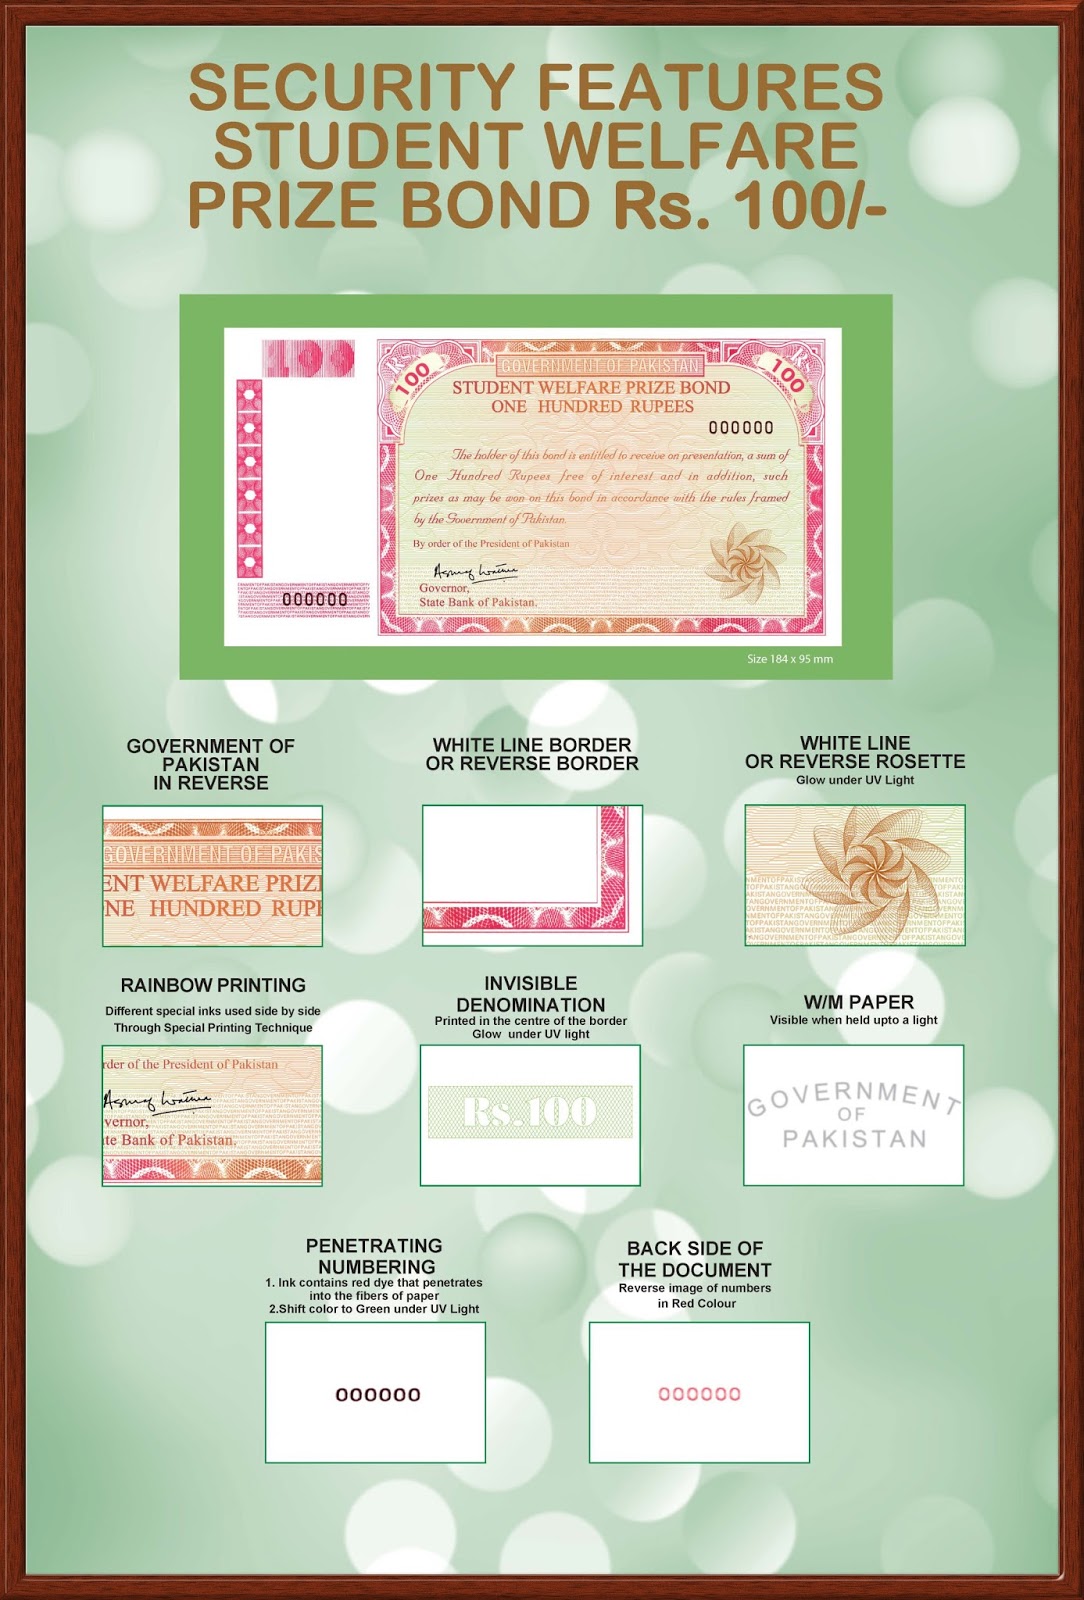 SECURITY FEATURES
STUDENT WELFARE
PRIZE BOND Rs. 100/-
100
GOVERNMENT OF PAKISTAN
Rs 100
Rs 100
STUDENT WELFARE PRIZE BOND
ONE HUNDRED RUPEES
000000
The holder of this bond is entitled to receive on presentation, a sum of
One Hundred Rupees free of interest and in addition, such
prizes as may be won on this bond in accordance with the rules framed
by the Government of Pakistan.
By order of the President of Pakistan
Governor,
State Bank of Pakistan.
000000
Size 184 x 95 mm
GOVERNMENT OF
PAKISTAN
IN REVERSE
GOVERNMENT OF PAKIS
ENT WELFARE PRIZ
NE HUNDRED RUP
WHITE LINE BORDER
OR REVERSE BORDER
WHITE LINE
OR REVERSE ROSETTE
Glow under UV Light
RAINBOW PRINTING
Different special inks used side by side
Through Special Printing Technique
rder of the President of Pakistan
vernor,
te Bank of Pakistan.
INVISIBLE
DENOMINATION
Printed in the centre of the border
Glow under UV light
Rs.100
W/M PAPER
Visible when held upto a light
GOVERNMENT
OF
PAKISTAN
PENETRATING
NUMBERING
1. Ink contains red dye that penetrates
into the fibers of paper
2.Shift color to Green under UV Light
000000
BACK SIDE OF
THE DOCUMENT
Reverse image of numbers
in Red Colour
000000